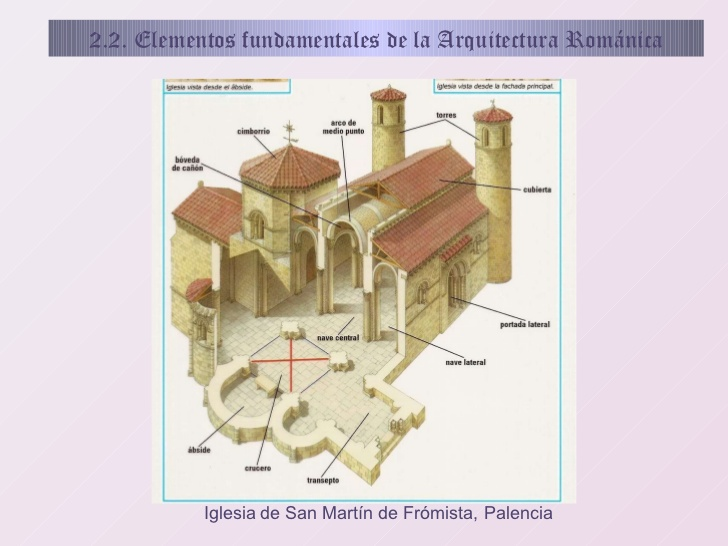 2.2. Elementos fundamentales de la Arquitectura Románica
Iglesia vista desde el ábside.
Iglesia vista desde la fachada principal.
cimborrio
arco de
medio punto
torres
bóveda
de cañón
cubierta
nave central
portada lateral
nave lateral
ábside
crucero
transepto
Iglesia de San Martín de Frómista, Palencia